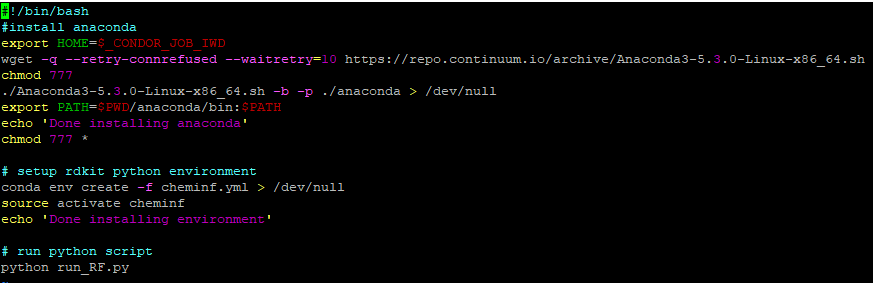 #!/bin/bash
#install anaconda
export HOME=$_CONDOR_JOB_IWD
wget -q --retry-connrefused --waitretry=10 https://repo.continuum.io/archive/Anaconda3-5.3.0-Linux-x86_64.sh
chmod 777
./Anaconda3-5.3.0-Linux-x86_64.sh -b -p ./anaconda > /dev/null
export PATH=$PWD/anaconda/bin:$PATH
echo 'Done installing anaconda'
chmod 777 *
# setup rdkit python environment
conda env create -f cheminf.yml > /dev/null
source activate cheminf
echo 'Done installing environment'
# run python script
python run_RF.py
~